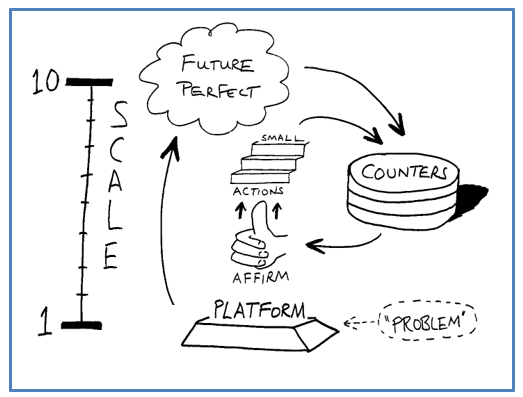 10
SCALE
1
FUTURE
PERFECT
SMALL
ACTIONS
AFFIRM
COUNTERS
PLATFORM
"PROBLEM"